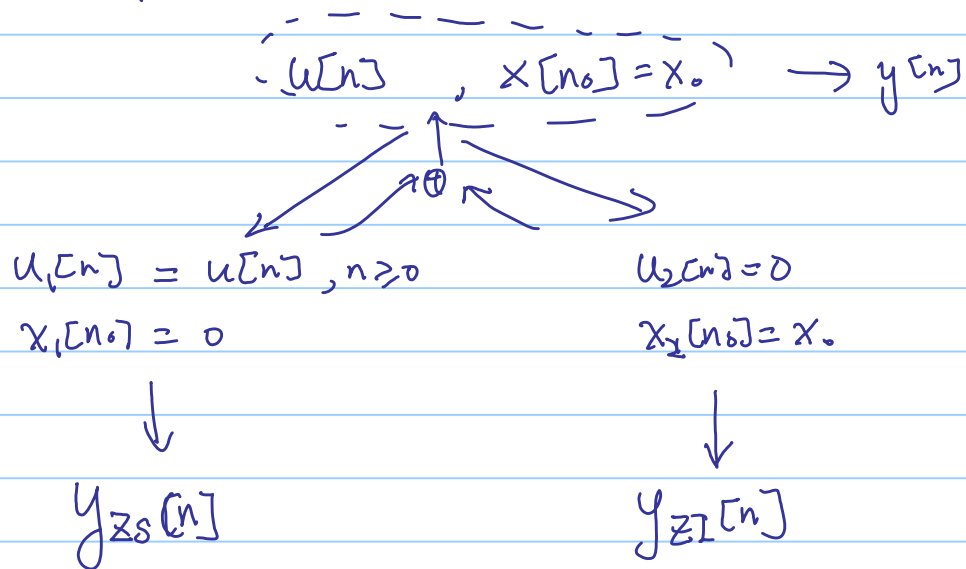 u[n] , x[n₀] = x₀ → y[n]
⊕
u₁[n] = u[n] , n ≥ 0
u₂[n] = 0
x₁[n₀] = 0
x₂[n₀] = x₀
y_ZS[n]
y_ZI[n]